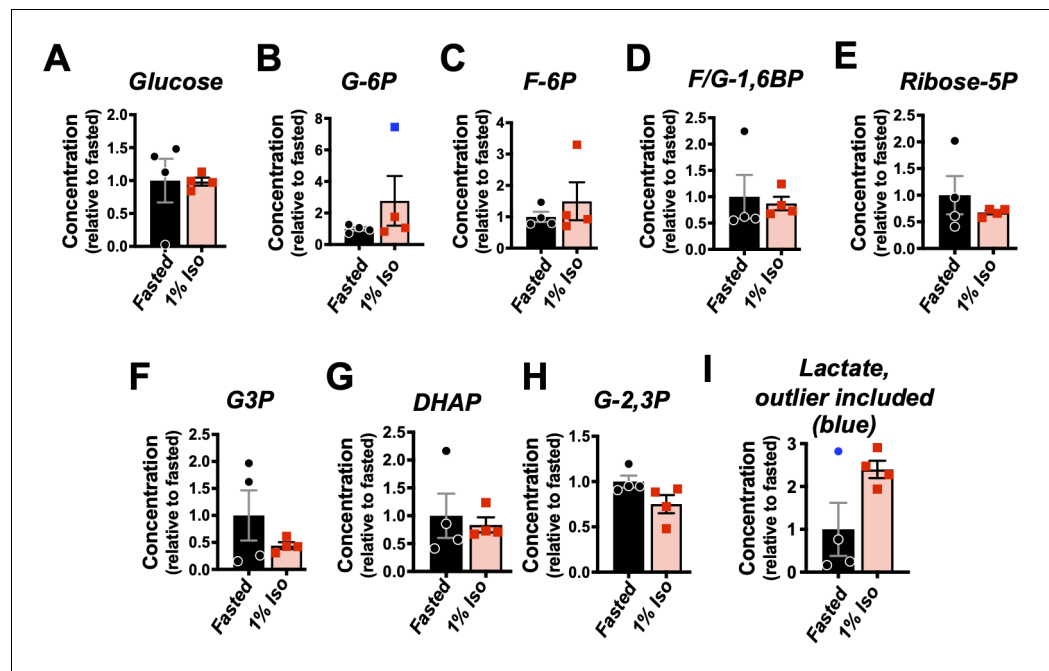 A
Glucose
Concentration
(relative to fasted)
2.0
1.5
1.0
0.5
0.0
Fasted
1% Iso
B
G-6P
Concentration
(relative to fasted)
8
6
4
2
0
Fasted
1% Iso
C
F-6P
Concentration
(relative to fasted)
4
2
0
Fasted
1% Iso
D
F/G-1,6BP
Concentration
(relative to fasted)
2.5
2.0
1.5
1.0
0.5
0.0
Fasted
1% Iso
E
Ribose-5P
Concentration
(relative to fasted)
2.5
2.0
1.5
1.0
0.5
0.0
Fasted
1% Iso
F
G3P
Concentration
(relative to fasted)
2.5
2.0
1.5
1.0
0.5
0.0
Fasted
1% Iso
G
DHAP
Concentration
(relative to fasted)
2.5
2.0
1.5
1.0
0.5
0.0
Fasted
1% Iso
H
G-2,3P
Concentration
(relative to fasted)
1.5
1.0
0.5
0.0
Fasted
1% Iso
I
Lactate,
outlier included
(blue)
Concentration
(relative to fasted)
3
2
1
0
Fasted
1% Iso